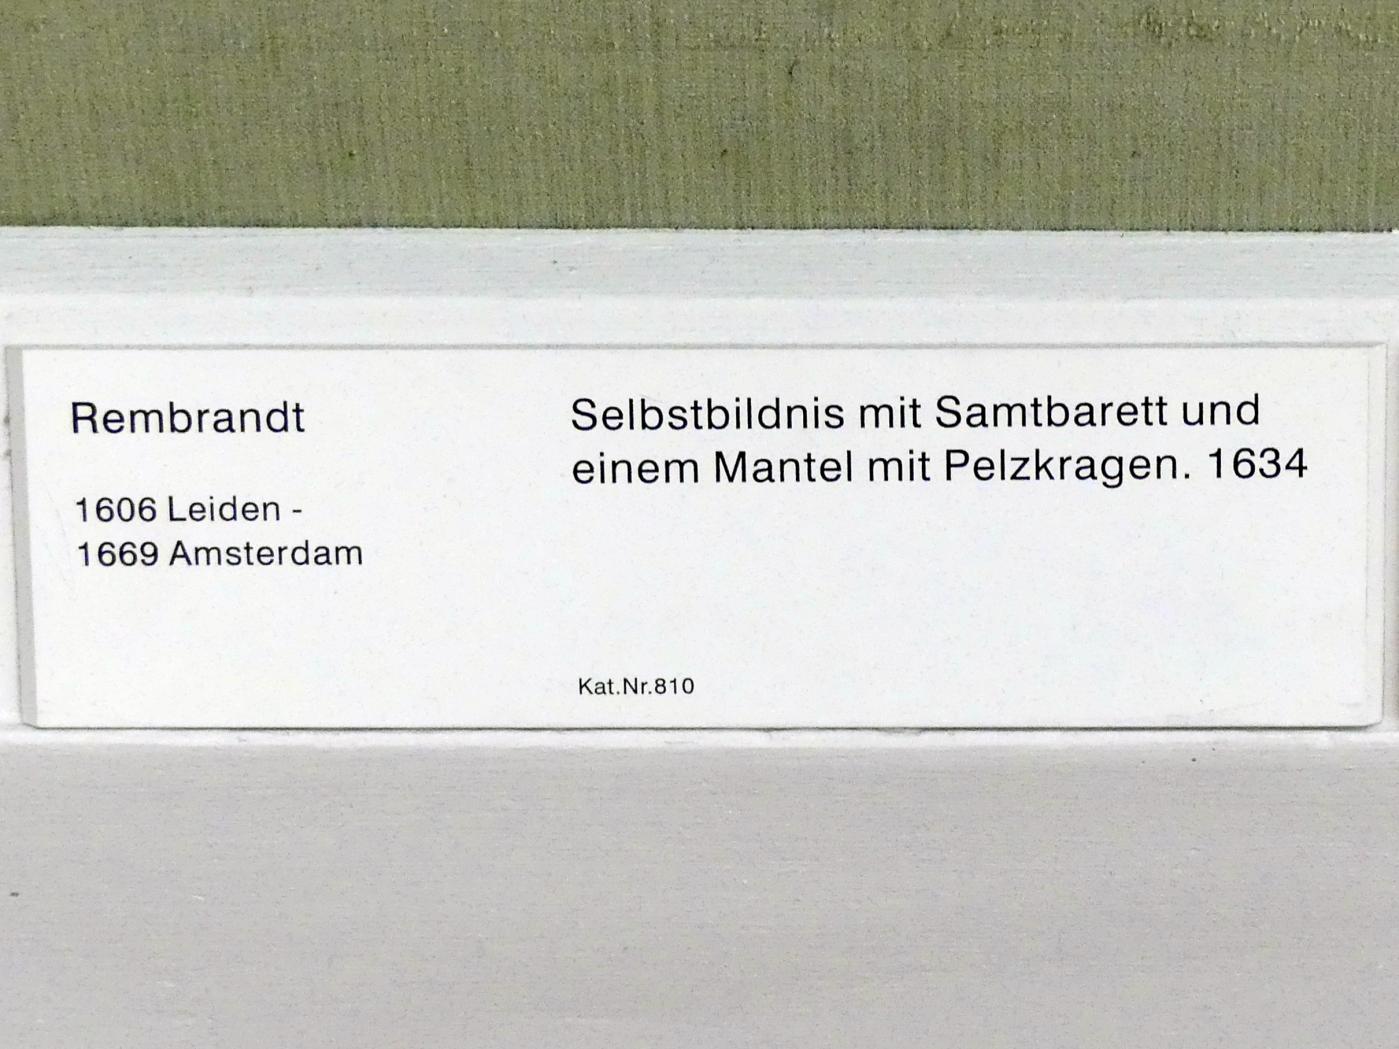 Rembrandt
1606 Leiden -
1669 Amsterdam
Selbstbildnis mit Samtbarett und
einem Mantel mit Pelzkragen. 1634
Kat.Nr.810